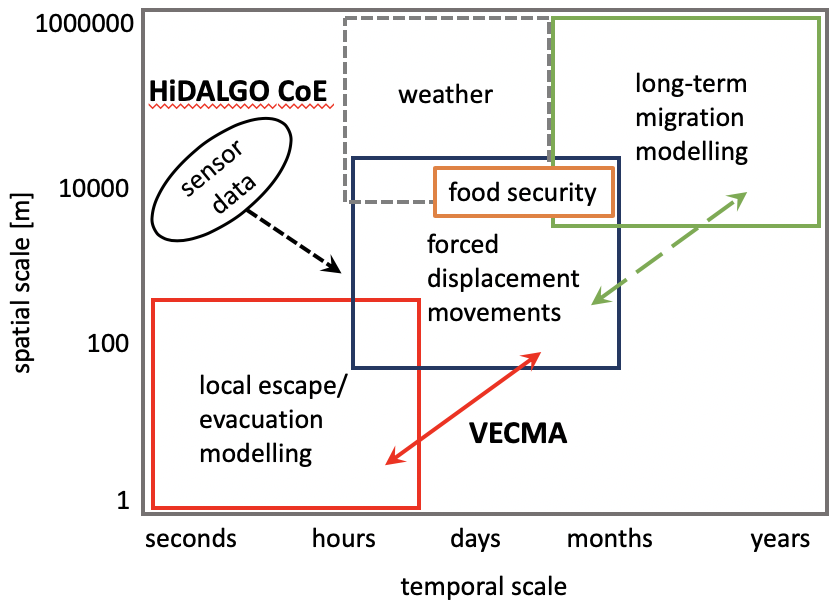 1000000
HiDALGO CoE
weather
long-term
migration
modelling
sensor
data
10000
food security
spatial scale [m]
forced
displacement
movements
100
local escape/
evacuation
modelling
VECMA
1
seconds
hours
days
months
years
temporal scale